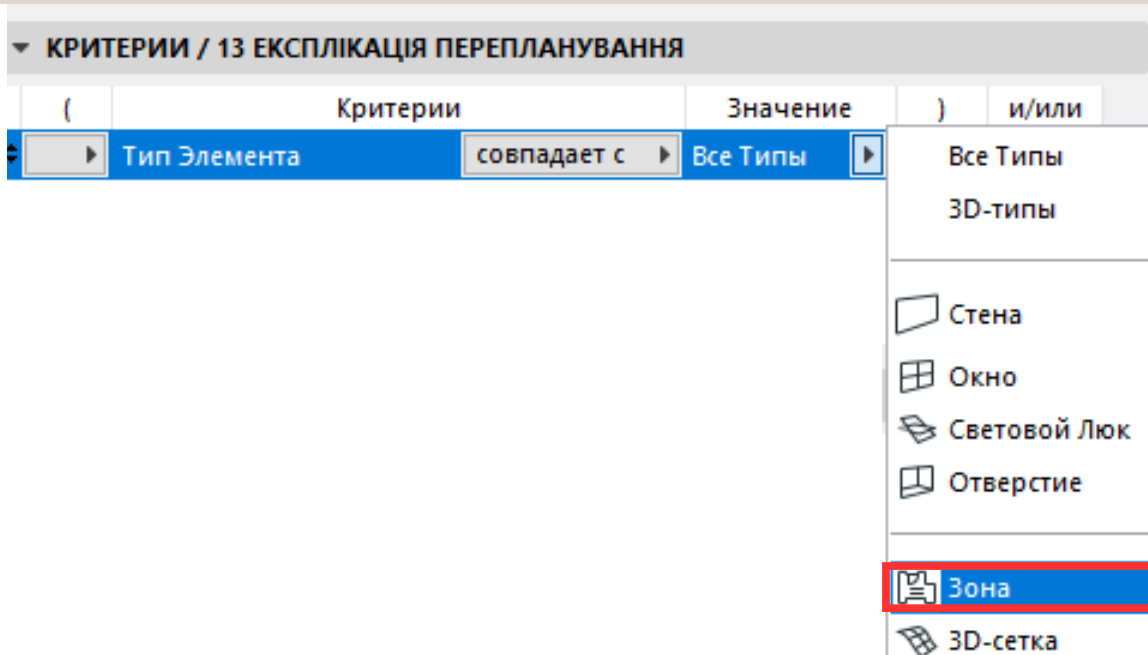 КРИТЕРИИ / 13 ЕКСПЛІКАЦІЯ ПЕРЕПЛАНУВАННЯ
( Критерии Значение ) и/или
Тип Элемента совпадает с Все Типы
Все Типы
3D-типы
Стена
Окно
Световой Люк
Отверстие
Зона
3D-сетка